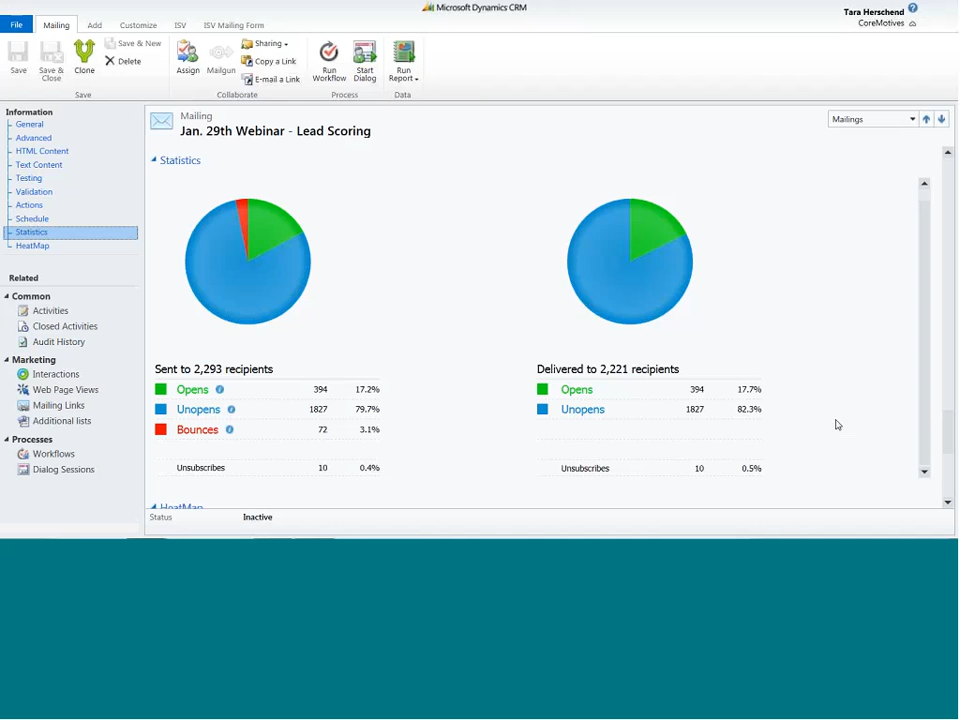 Microsoft Dynamics CRM
Tara Herschend
CoreMotives
File
Mailing
Add
Customize
ISV
ISV Mailing Form
Save
Save & Close
Clone
Save & New
Delete
Save
Assign
Mailgun
Sharing
Copy a Link
E-mail a Link
Collaborate
Run Workflow
Start Dialog
Process
Run Report
Data
Information
General
Advanced
HTML Content
Text Content
Testing
Validation
Actions
Schedule
Statistics
HeatMap
Related
Common
Activities
Closed Activities
Audit History
Marketing
Interactions
Web Page Views
Mailing Links
Additional lists
Processes
Workflows
Dialog Sessions
Mailing
Jan. 29th Webinar - Lead Scoring
Mailings
Statistics
Sent to 2,293 recipients
Opens 394 17.2%
Unopens 1827 79.7%
Bounces 72 3.1%
Unsubscribes 10 0.4%
Delivered to 2,221 recipients
Opens 394 17.7%
Unopens 1827 82.3%
Unsubscribes 10 0.5%
HeatMap
Status Inactive